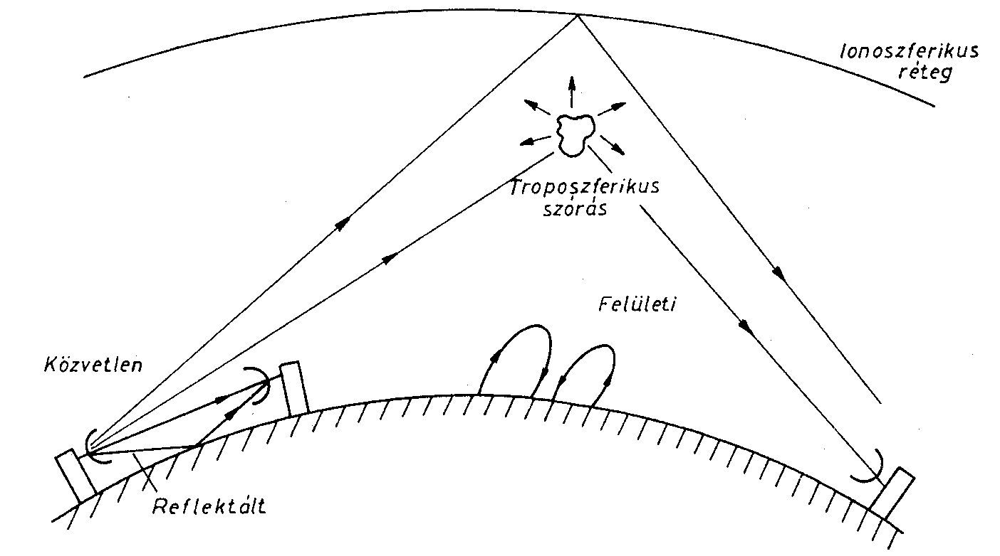 Ionoszferikus
réteg
Troposzferikus
szórás
Felületi
Közvetlen
Reflektált